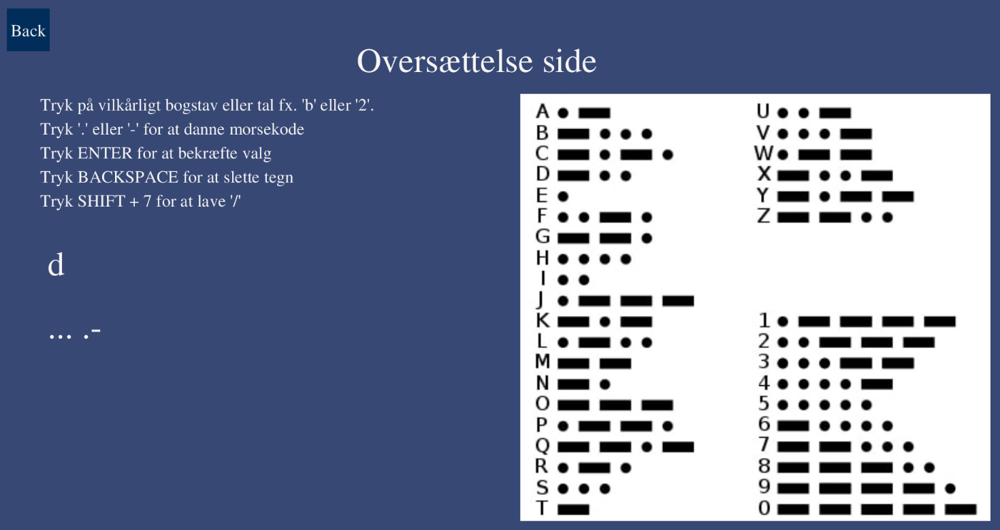 Back
Oversættelse side
Tryk på vilkårligt bogstav eller tal fx. 'b' eller '2'.
Tryk '.' eller '-' for at danne morsekode
Tryk ENTER for at bekræfte valg
Tryk BACKSPACE for at slette tegn
Tryk SHIFT + 7 for at lave '/'
d
... .-
A
B
C
D
E
F
G
H
I
J
K
L
M
N
O
P
Q
R
S
T
U
V
W
X
Y
Z
1
2
3
4
5
6
7
8
9
0